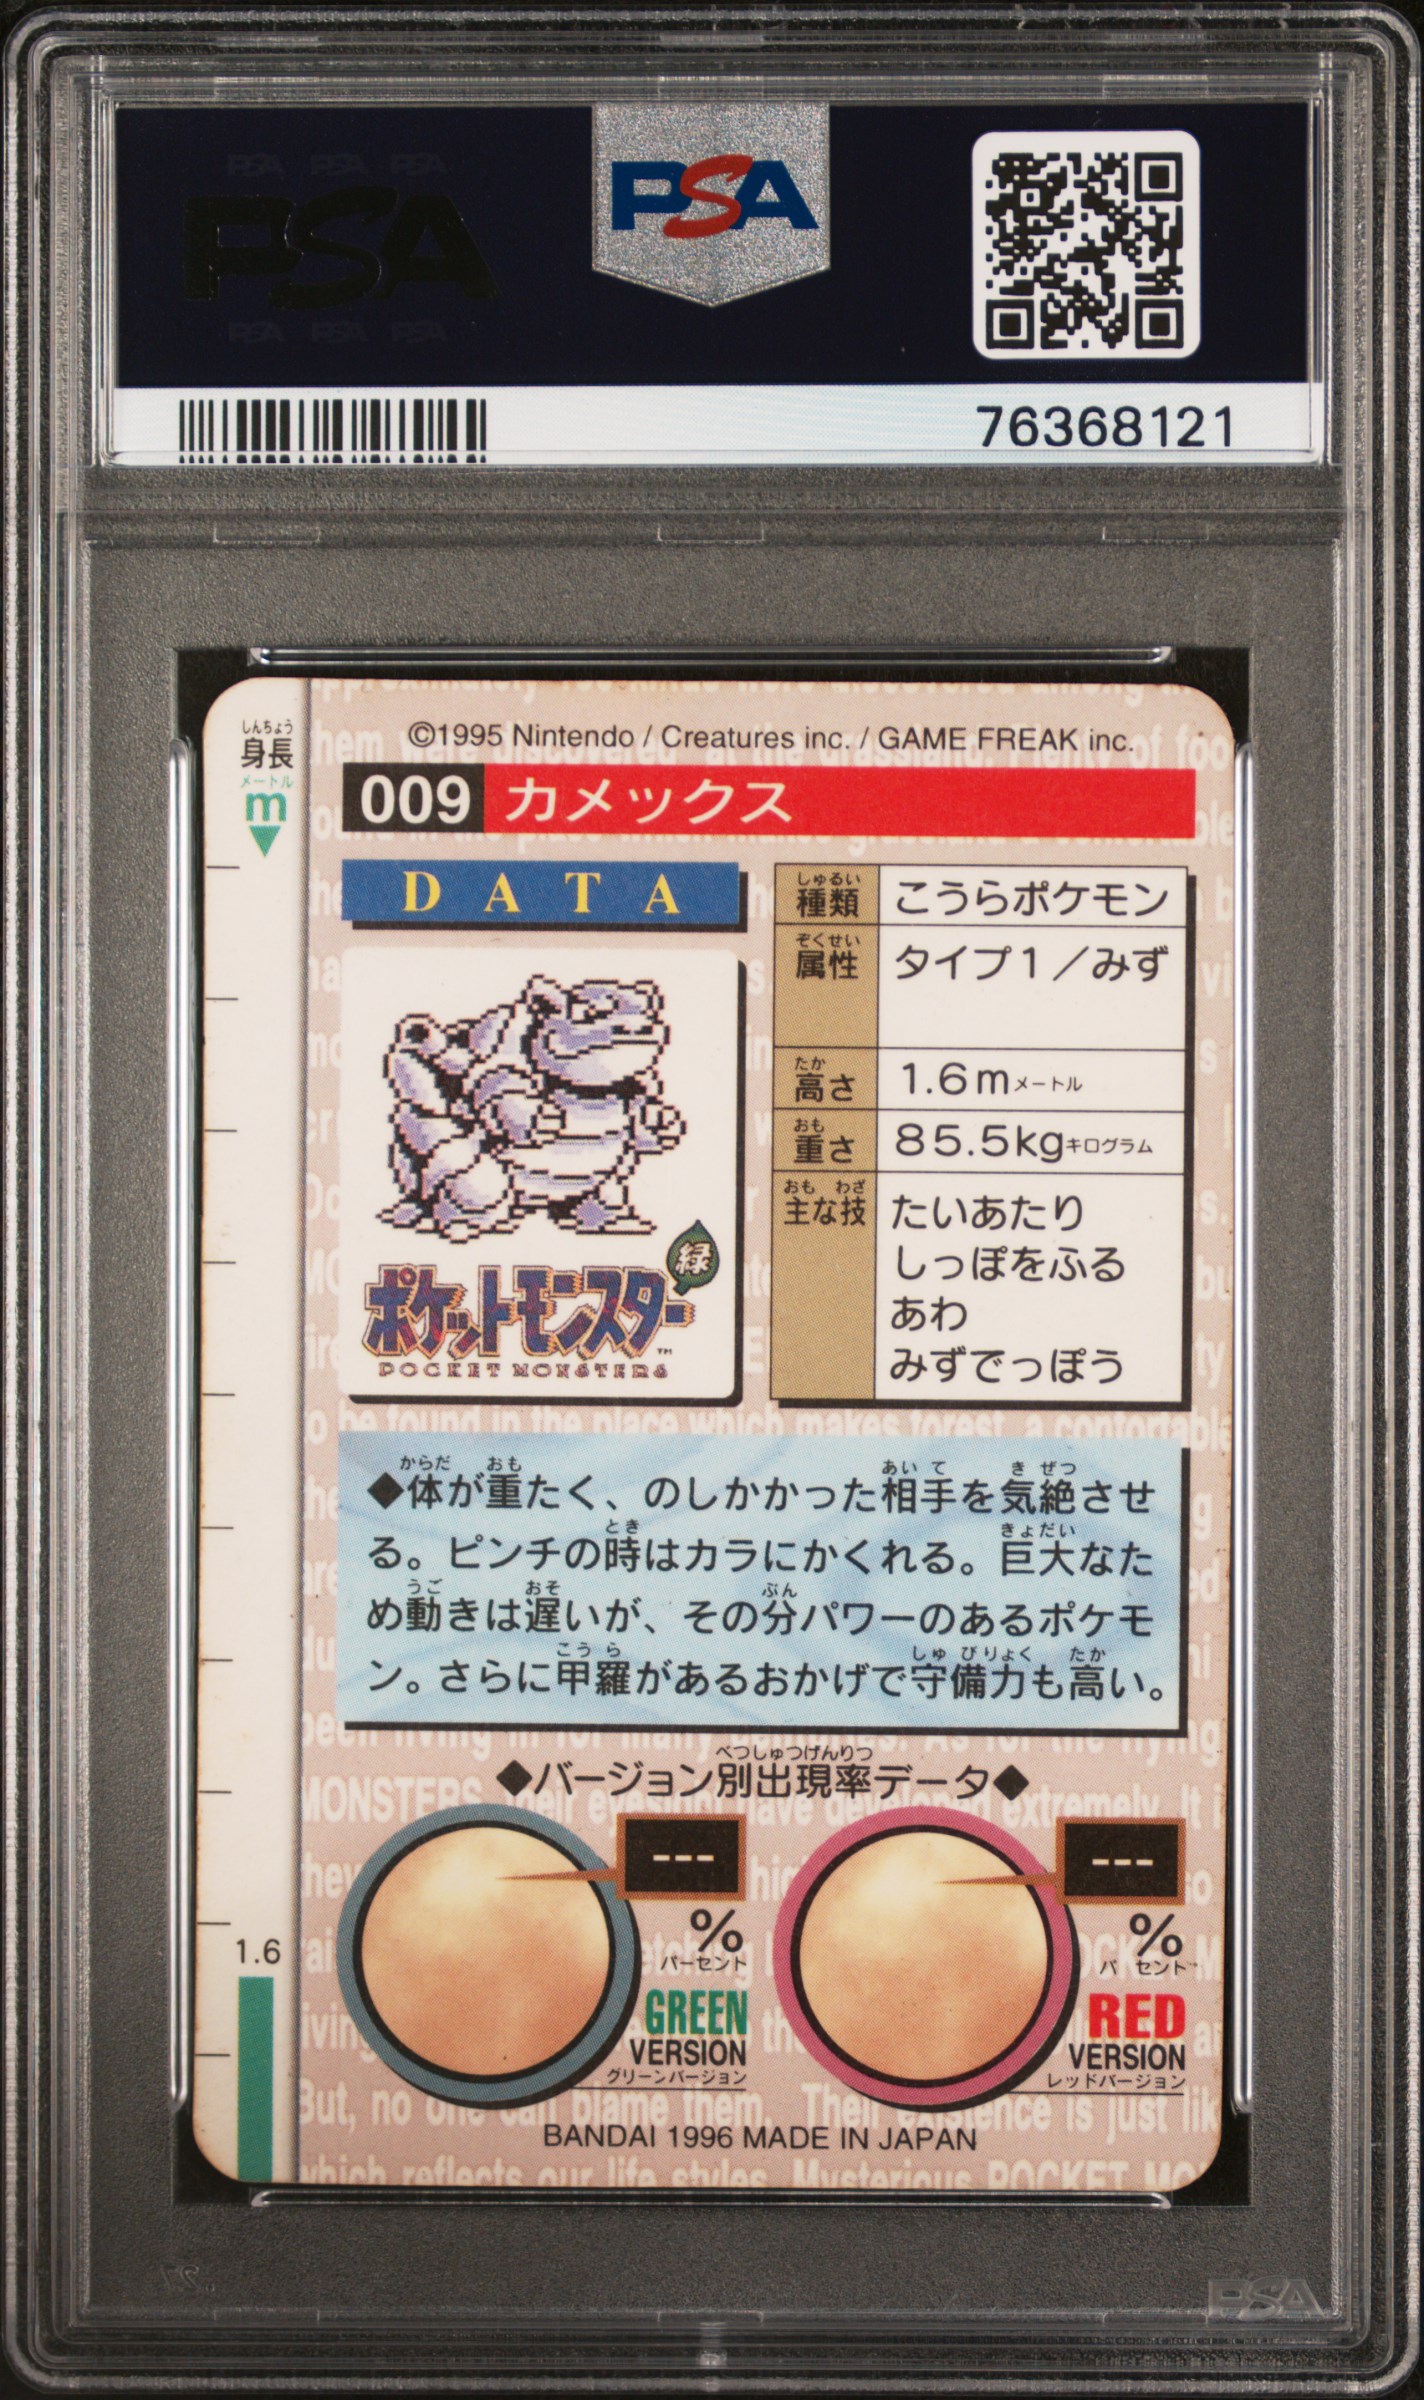 PSA
PSA
76368121
しんちょう
身長
メートル
m
©1995 Nintendo / Creatures inc. / GAME FREAK inc.
009 カメックス
DATA
緑
ポケットモンスター™
POCKET MONSTERS
しゅるい
種類 こうらポケモン
ぞくせい
属性 タイプ1／みず
たか
高さ 1.6mメートル
おも
重さ 85.5kgキログラム
おも わざ
主な技 たいあたり
しっぽをふる
あわ
みずでっぽう
からだ おも あいて きぜつ
◆体が重たく、のしかかった相手を気絶させ
とき きょだい
る。ピンチの時はカラにかくれる。巨大なた
うご おそ ぶん
め動きは遅いが、その分パワーのあるポケモ
こうら しゅびりょく たか
ン。さらに甲羅があるおかげで守備力も高い。
べつしゅつげんりつ
◆バージョン別出現率データ◆
---
%
パーセント
GREEN
VERSION
グリーンバージョン
---
%
パ セント
RED
VERSION
レッドバージョン
1.6
BANDAI 1996 MADE IN JAPAN
PSA